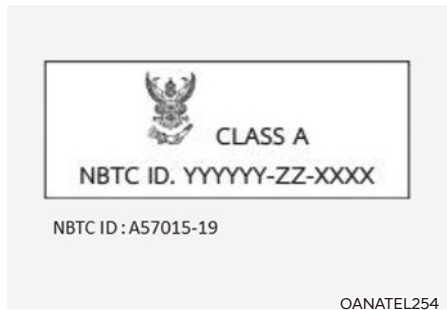 CLASS A
NBTC ID. YYYYYY-ZZ-XXXX
NBTC ID : A57015-19
OANATEL254